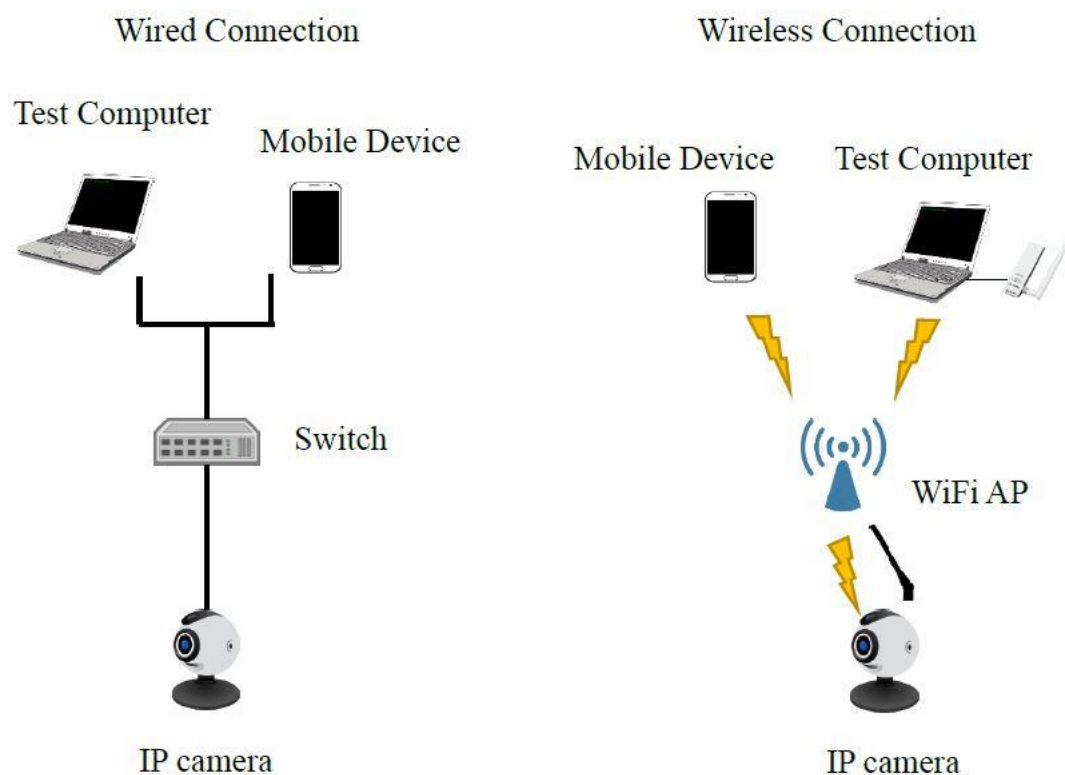 Wired Connection
Test Computer
Mobile Device
Switch
IP camera
Wireless Connection
Mobile Device
Test Computer
WiFi AP
IP camera